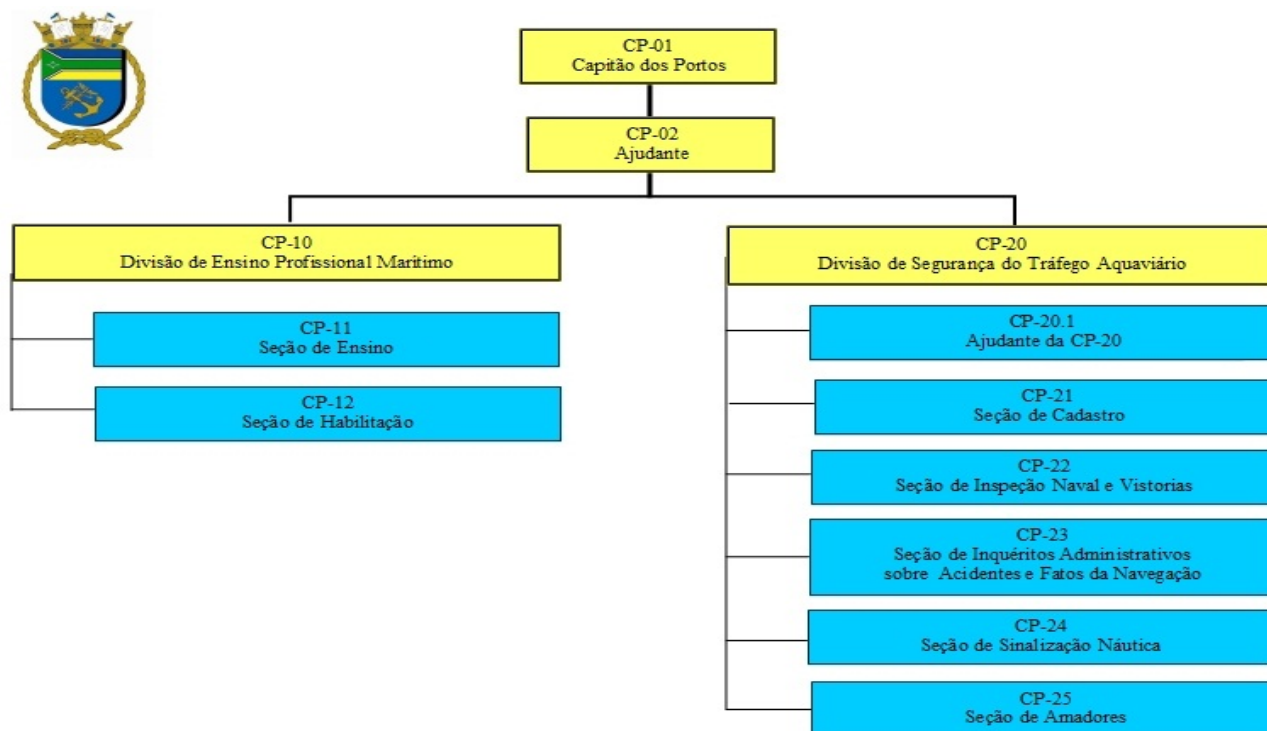 CP-01
Capitão dos Portos
CP-02
Ajudante
CP-10
Divisão de Ensino Profissional Marítimo
CP-11
Seção de Ensino
CP-12
Seção de Habilitação
CP-20
Divisão de Segurança do Tráfego Aquaviário
CP-20.1
Ajudante da CP-20
CP-21
Seção de Cadastro
CP-22
Seção de Inspeção Naval e Vistorias
CP-23
Seção de Inquéritos Administrativos
sobre Acidentes e Fatos da Navegação
CP-24
Seção de Sinalização Náutica
CP-25
Seção de Amadores